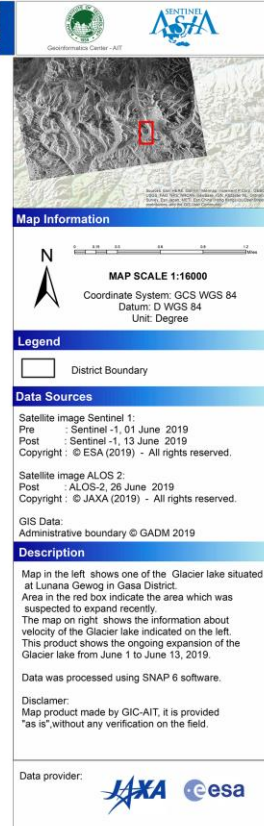 SENTINEL
ASIA
Geoinformatics Center - AIT
Map Information
N
Miles
MAP SCALE 1:16000
Coordinate System: GCS WGS 84
Datum: D WGS 84
Unit: Degree
Legend
District Boundary
Data Sources
Satellite image Sentinel 1:
Pre : Sentinel -1, 01 June 2019
Post : Sentinel -1, 13 June 2019
Copyright : © ESA (2019) - All rights reserved.
Satellite image ALOS 2:
Post : ALOS-2, 26 June 2019
Copyright : © JAXA (2019) - All rights reserved.
GIS Data:
Administrative boundary © GADM 2019
Description
Map in the left shows one of the Glacier lake situated
at Lunana Gewog in Gasa District.
Area in the red box indicate the area which was
suspected to expand recently.
The map on right shows the information about
velocity of the Glacier lake indicated on the left.
This product shows the ongoing expansion of the
Glacier lake from June 1 to June 13, 2019.
Data was processed using SNAP 6 software.
Disclamer:
Map product made by GIC-AIT, it is provided
"as is",without any verification on the field.
Data provider:
JAXA esa